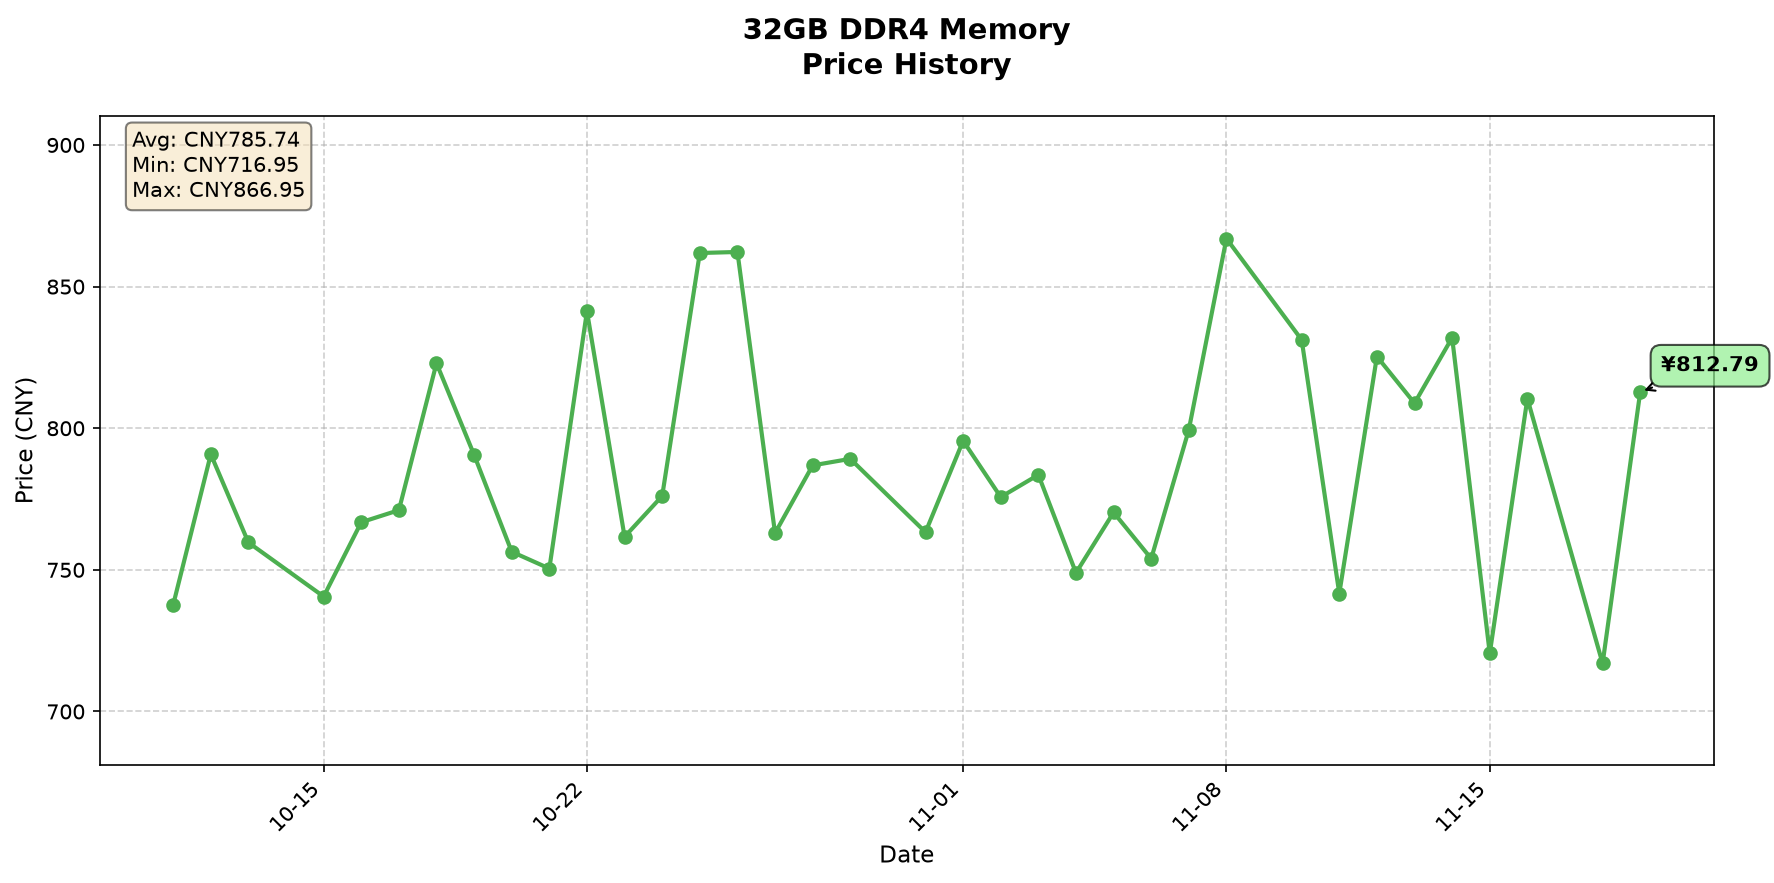 32GB DDR4 Memory
Price History
Avg: CNY785.74
Min: CNY716.95
Max: CNY866.95
¥812.79
Price (CNY)
900
850
800
750
700
10-15
10-22
11-01
11-08
11-15
Date